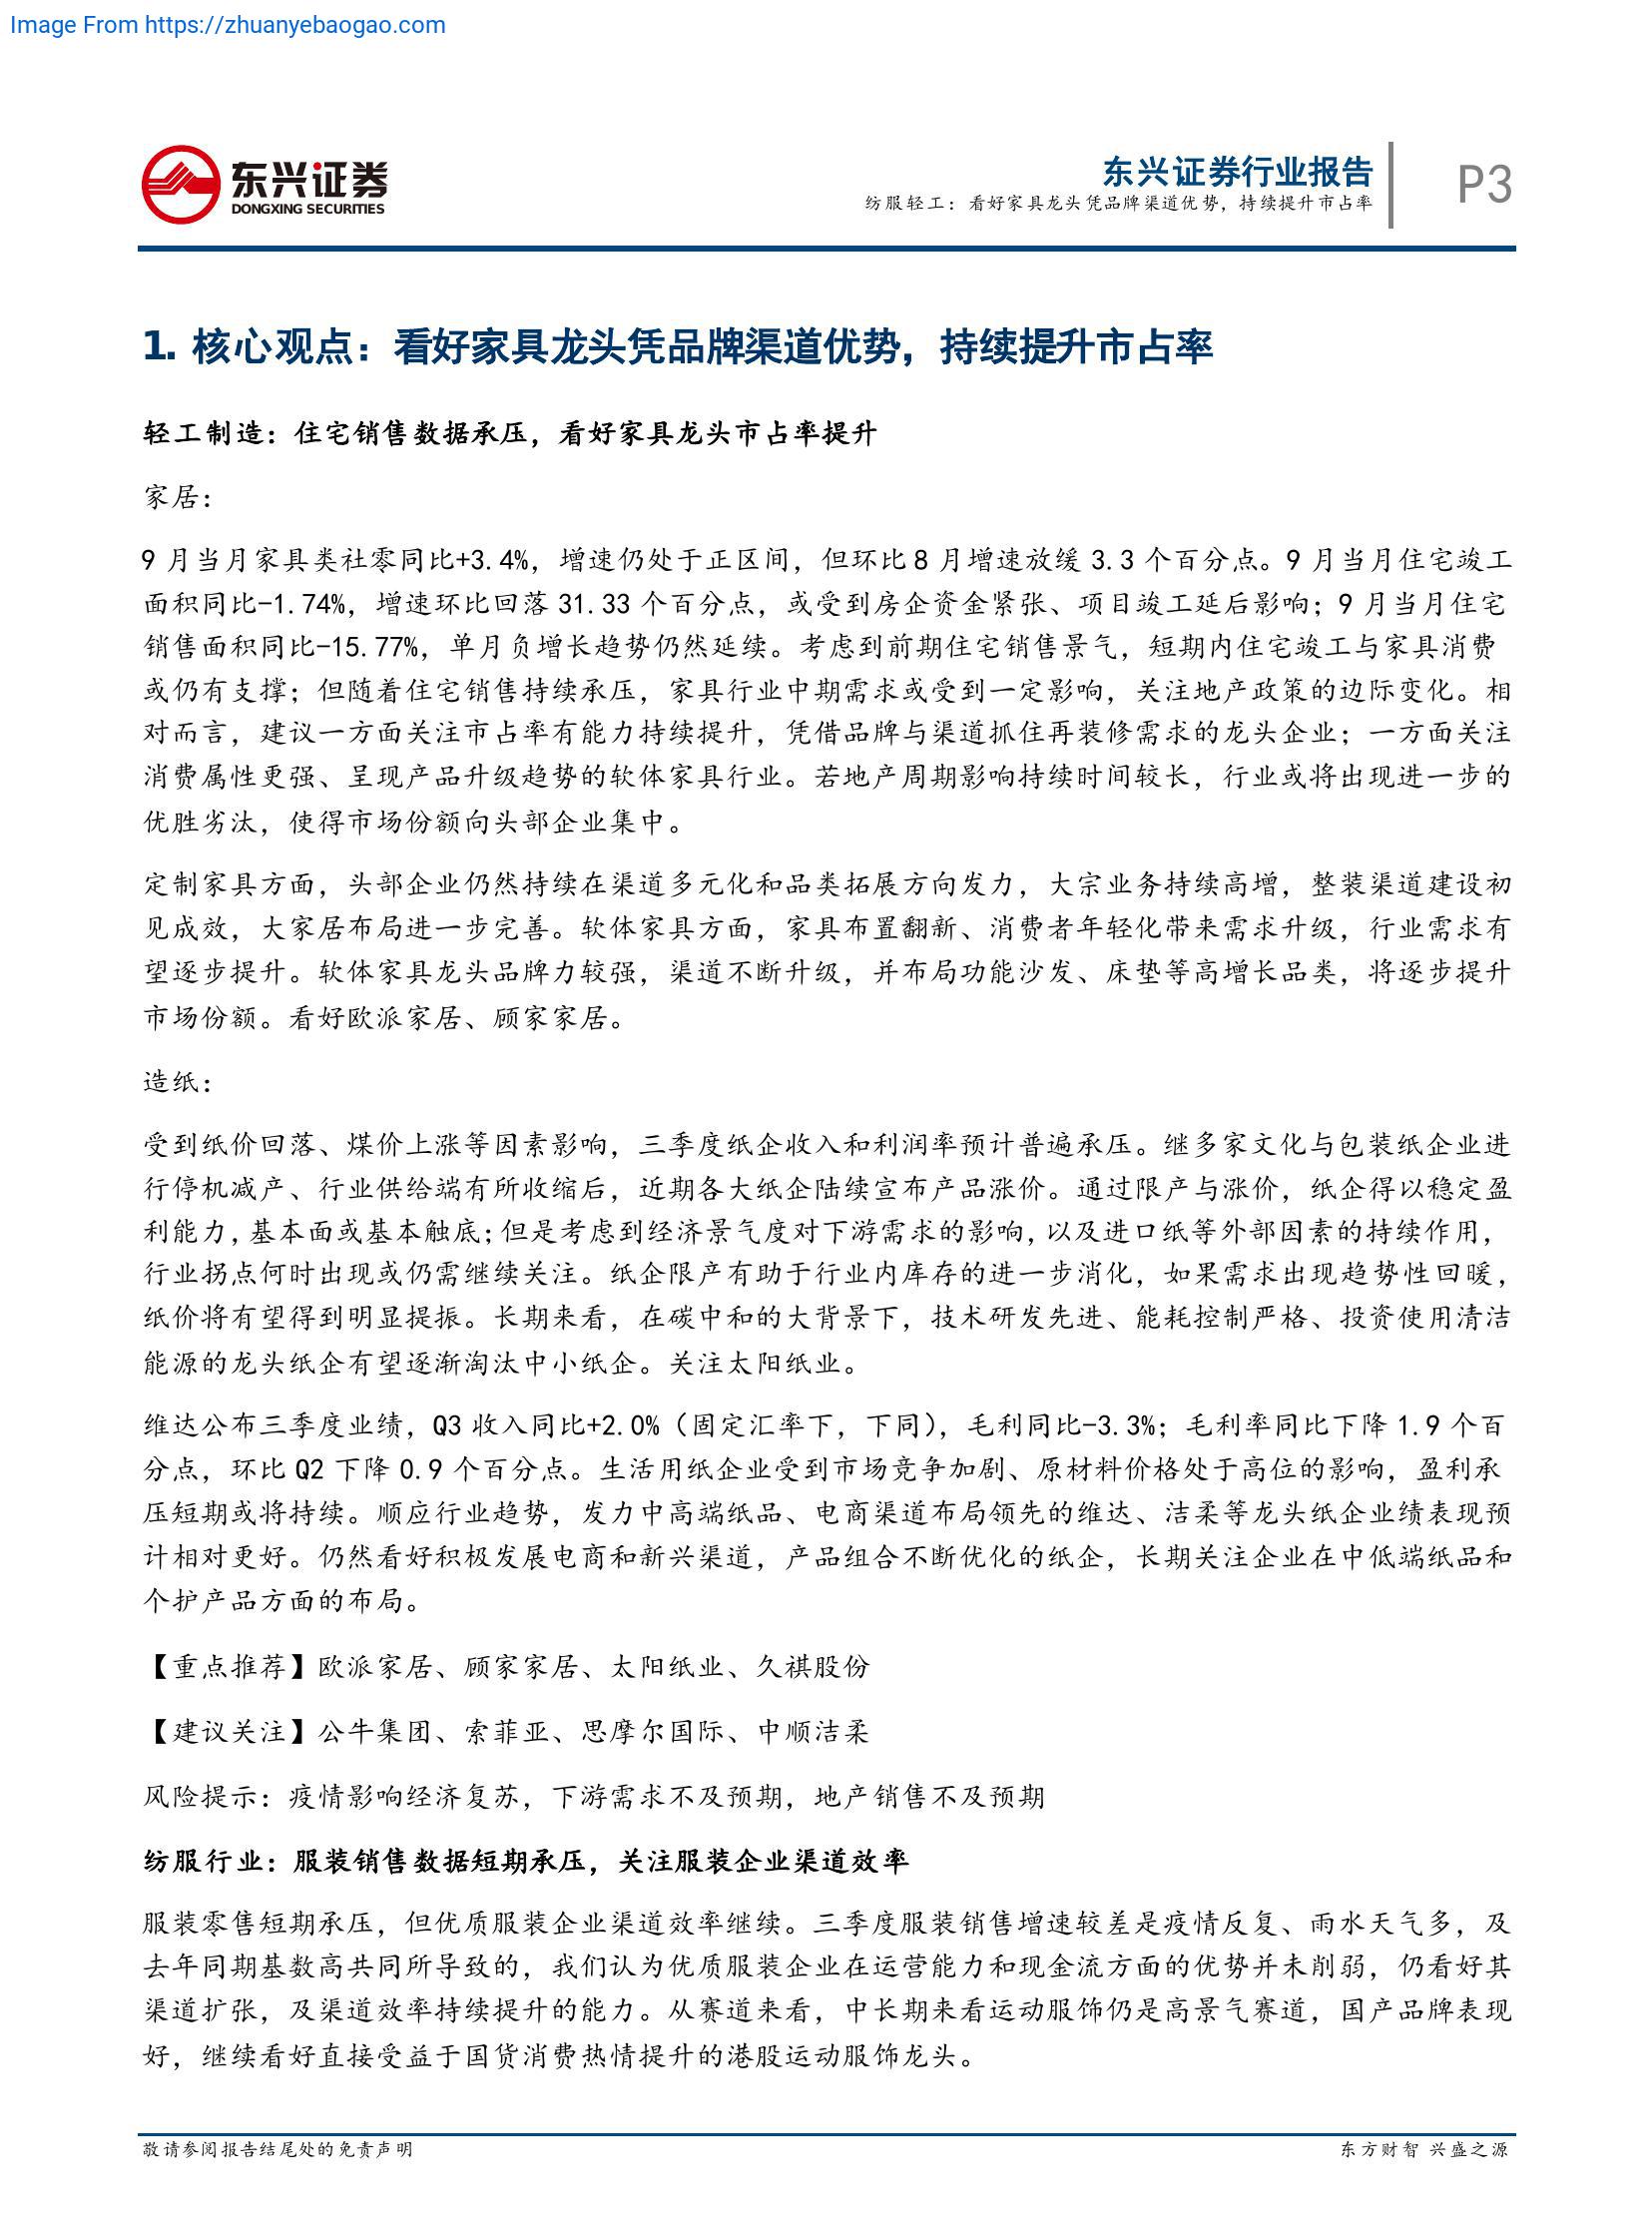 Image From https://zhuanyebaogao.com
东兴证券
DONGXING SECURITIES
东兴证券行业报告
纺服轻工：看好家具龙头凭品牌渠道优势，持续提升市占率
P3
1. 核心观点：看好家具龙头凭品牌渠道优势，持续提升市占率
轻工制造：住宅销售数据承压，看好家具龙头市占率提升
家居：
9 月当月家具类社零同比+3.4%，增速仍处于正区间，但环比 8 月增速放缓 3.3 个百分点。9 月当月住宅竣工
面积同比-1.74%，增速环比回落 31.33 个百分点，或受到房企资金紧张、项目竣工延后影响；9 月当月住宅
销售面积同比-15.77%，单月负增长趋势仍然延续。考虑到前期住宅销售景气，短期内住宅竣工与家具消费
或仍有支撑；但随着住宅销售持续承压，家具行业中期需求或受到一定影响，关注地产政策的边际变化。相
对而言，建议一方面关注市占率有能力持续提升，凭借品牌与渠道抓住再装修需求的龙头企业；一方面关注
消费属性更强、呈现产品升级趋势的软体家具行业。若地产周期影响持续时间较长，行业或将出现进一步的
优胜劣汰，使得市场份额向头部企业集中。
定制家具方面，头部企业仍然持续在渠道多元化和品类拓展方向发力，大宗业务持续高增，整装渠道建设初
见成效，大家居布局进一步完善。软体家具方面，家具布置翻新、消费者年轻化带来需求升级，行业需求有
望逐步提升。软体家具龙头品牌力较强，渠道不断升级，并布局功能沙发、床垫等高增长品类，将逐步提升
市场份额。看好欧派家居、顾家家居。
造纸：
受到纸价回落、煤价上涨等因素影响，三季度纸企收入和利润率预计普遍承压。继多家文化与包装纸企业进
行停机减产、行业供给端有所收缩后，近期各大纸企陆续宣布产品涨价。通过限产与涨价，纸企得以稳定盈
利能力，基本面或基本触底；但是考虑到经济景气度对下游需求的影响，以及进口纸等外部因素的持续作用，
行业拐点何时出现或仍需继续关注。纸企限产有助于行业内库存的进一步消化，如果需求出现趋势性回暖，
纸价将有望得到明显提振。长期来看，在碳中和的大背景下，技术研发先进、能耗控制严格、投资使用清洁
能源的龙头纸企有望逐渐淘汰中小纸企。关注太阳纸业。
维达公布三季度业绩，Q3 收入同比+2.0%（固定汇率下，下同），毛利同比-3.3%；毛利率同比下降 1.9 个百
分点，环比 Q2 下降 0.9 个百分点。生活用纸企业受到市场竞争加剧、原材料价格处于高位的影响，盈利承
压短期或将持续。顺应行业趋势，发力中高端纸品、电商渠道布局领先的维达、洁柔等龙头纸企业绩表现预
计相对更好。仍然看好积极发展电商和新兴渠道，产品组合不断优化的纸企，长期关注企业在中低端纸品和
个护产品方面的布局。
【重点推荐】欧派家居、顾家家居、太阳纸业、久祺股份
【建议关注】公牛集团、索菲亚、思摩尔国际、中顺洁柔
风险提示：疫情影响经济复苏，下游需求不及预期，地产销售不及预期
纺服行业：服装销售数据短期承压，关注服装企业渠道效率
服装零售短期承压，但优质服装企业渠道效率继续。三季度服装销售增速较差是疫情反复、雨水天气多，及
去年同期基数高共同所导致的，我们认为优质服装企业在运营能力和现金流方面的优势并未削弱，仍看好其
渠道扩张，及渠道效率持续提升的能力。从赛道来看，中长期来看运动服饰仍是高景气赛道，国产品牌表现
好，继续看好直接受益于国货消费热情提升的港股运动服饰龙头。
敬请参阅报告结尾处的免责声明
东方财智 兴盛之源